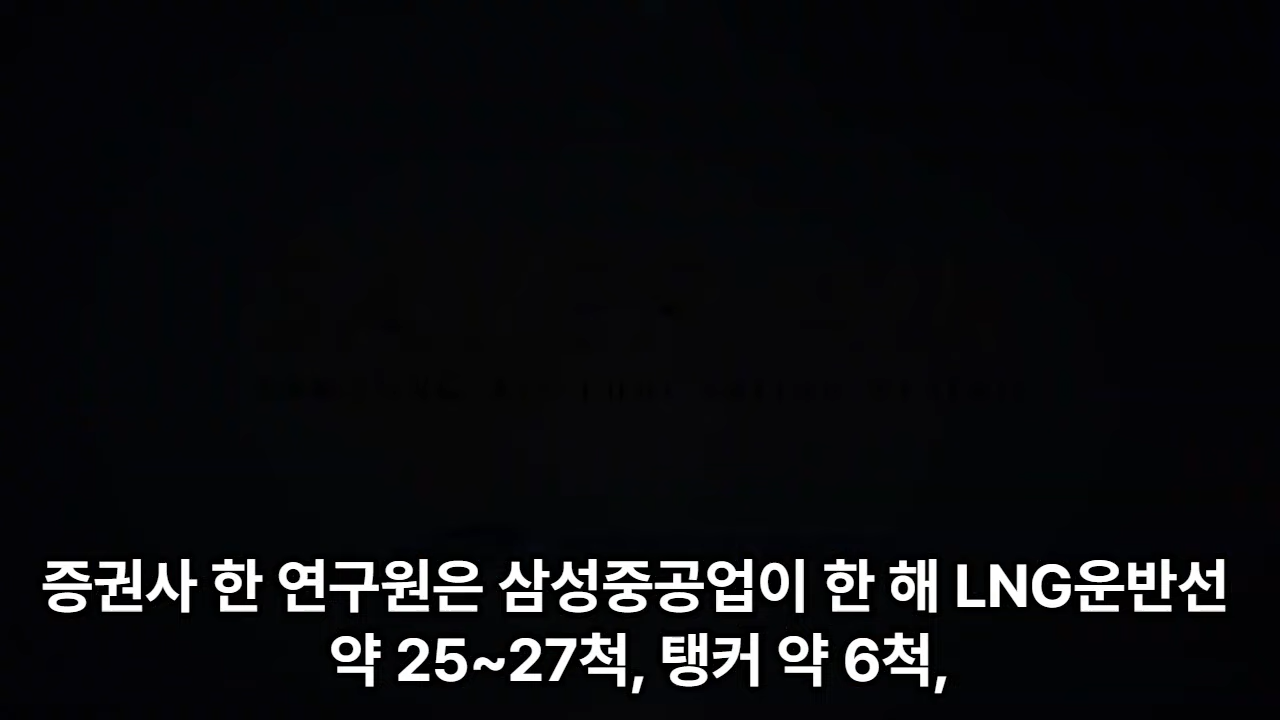 증권사 한 연구원은 삼성중공업이 한 해 LNG운반선
약 25~27척, 탱커 약 6척,